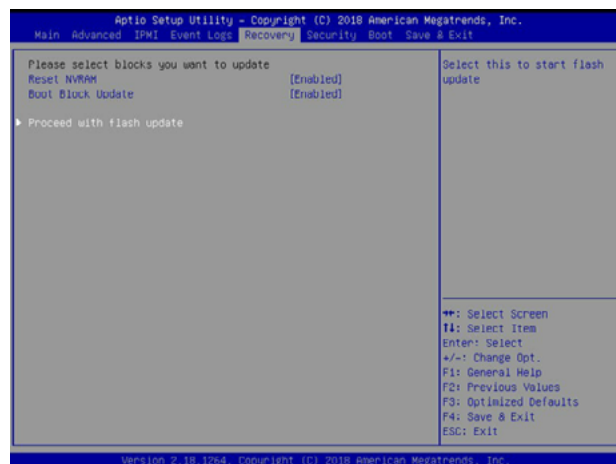 Aptio Setup Utility – Copyright (C) 2018 American Megatrends, Inc.
Main Advanced IPMI Event Logs Recovery Security Boot Save & Exit
Please select blocks you want to update
Reset NVRAM [Enabled]
Boot Block Update [Enabled]
Proceed with flash update
Select this to start flash
update
↔: Select Screen
↑↓: Select Item
Enter: Select
+/-: Change Opt.
F1: General Help
F2: Previous Values
F3: Optimized Defaults
F4: Save & Exit
ESC: Exit
Version 2.18.1264. Copyright (C) 2018 American Megatrends, Inc.